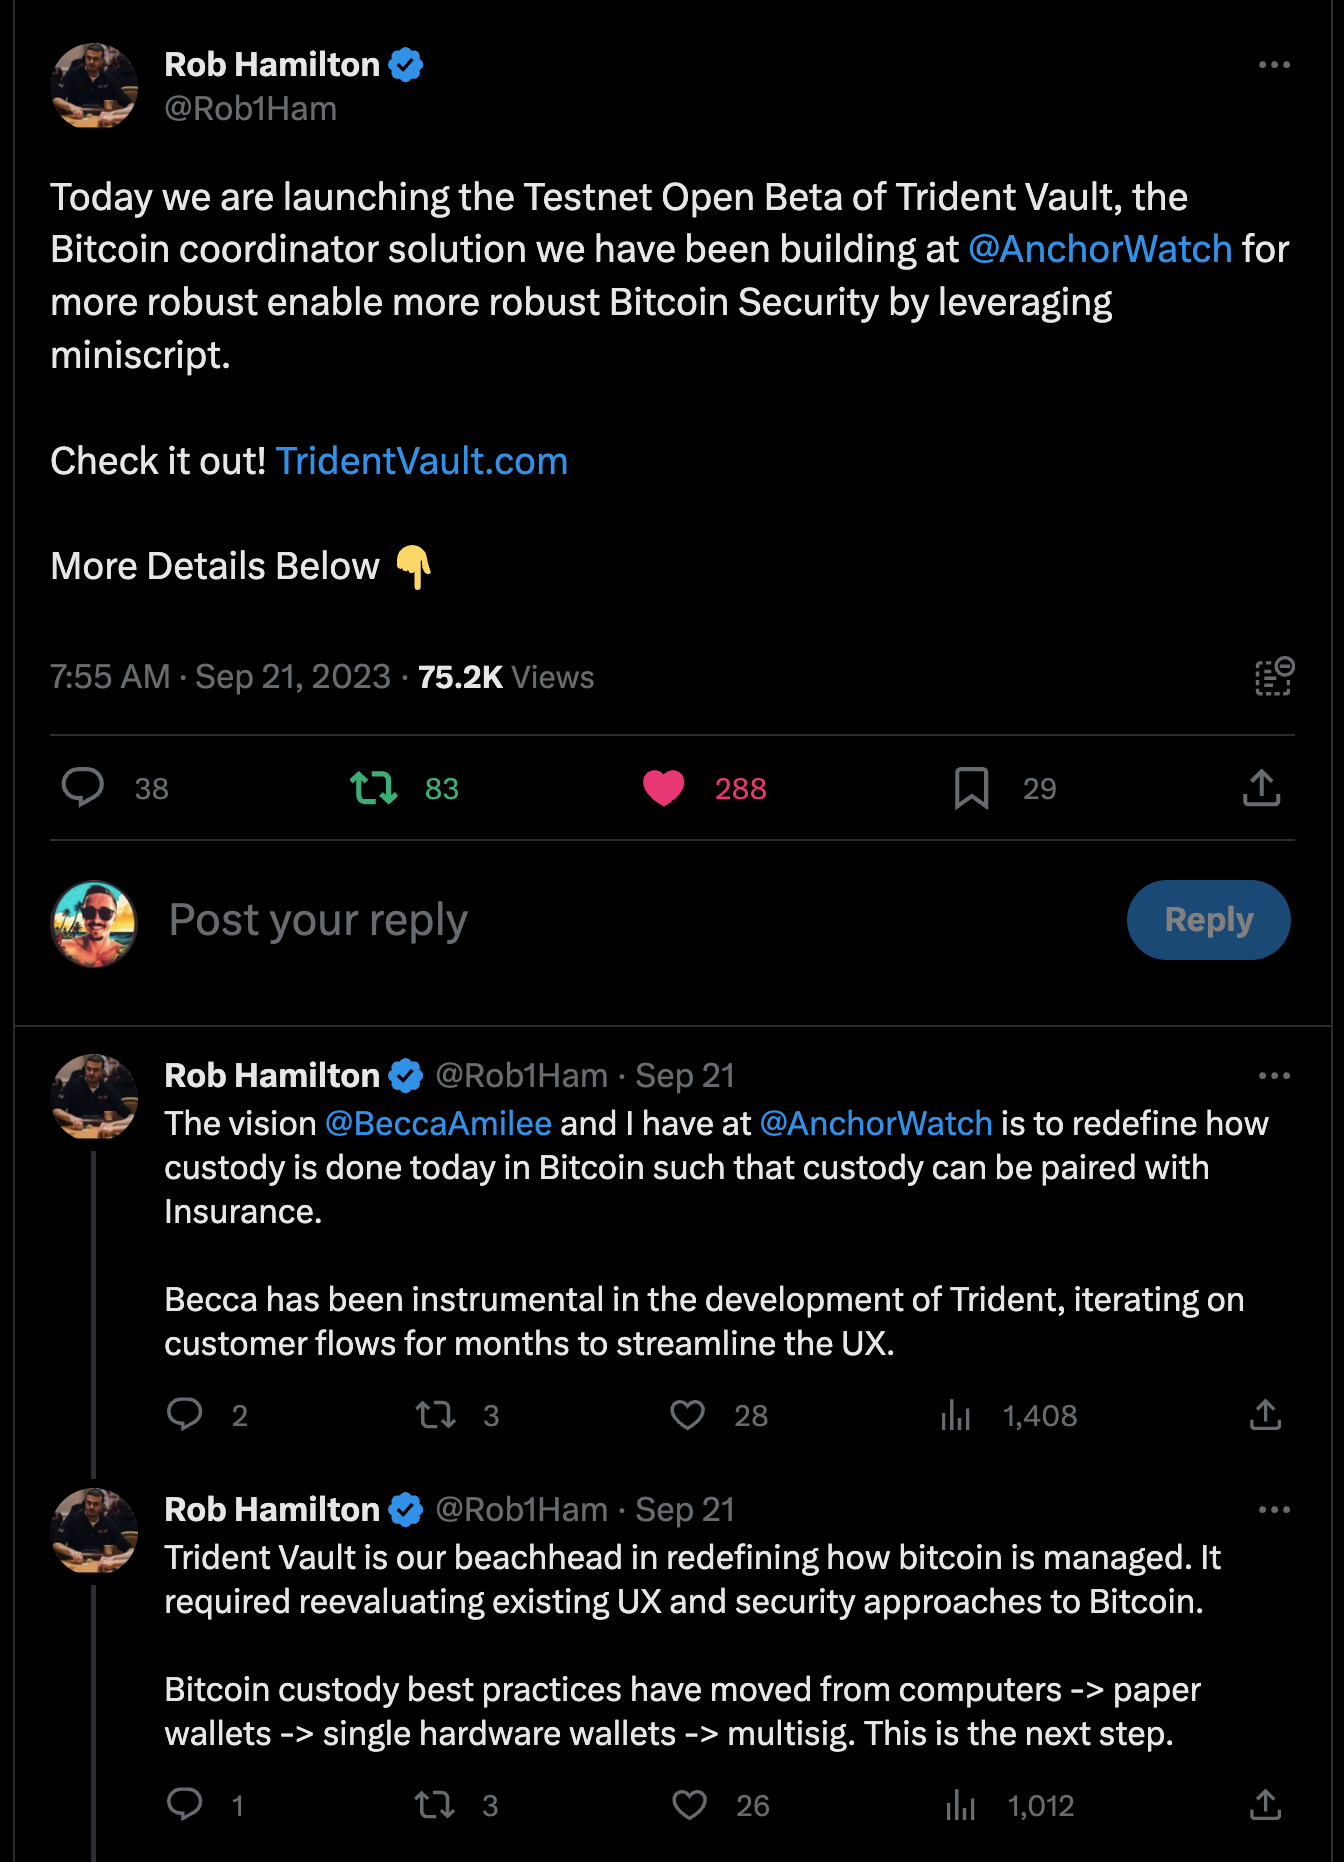 Rob Hamilton
@Rob1Ham
Today we are launching the Testnet Open Beta of Trident Vault, the
Bitcoin coordinator solution we have been building at @AnchorWatch for
more robust enable more robust Bitcoin Security by leveraging
miniscript.
Check it out! TridentVault.com
More Details Below 👇
7:55 AM · Sep 21, 2023 · 75.2K Views
38 83 288 29
Post your reply Reply
Rob Hamilton @Rob1Ham · Sep 21
The vision @BeccaAmilee and I have at @AnchorWatch is to redefine how
custody is done today in Bitcoin such that custody can be paired with
Insurance.
Becca has been instrumental in the development of Trident, iterating on
customer flows for months to streamline the UX.
2 3 28 1,408
Rob Hamilton @Rob1Ham · Sep 21
Trident Vault is our beachhead in redefining how bitcoin is managed. It
required reevaluating existing UX and security approaches to Bitcoin.
Bitcoin custody best practices have moved from computers -> paper
wallets -> single hardware wallets -> multisig. This is the next step.
1 3 26 1,012